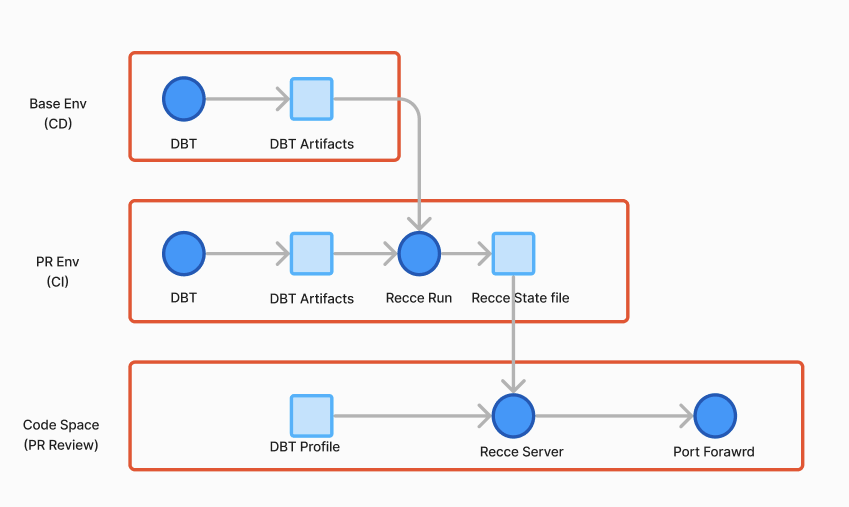 Base Env
(CD)
DBT
DBT Artifacts
PR Env
(CI)
DBT
DBT Artifacts
Recce Run
Recce State file
Code Space
(PR Review)
DBT Profile
Recce Server
Port Forawrd